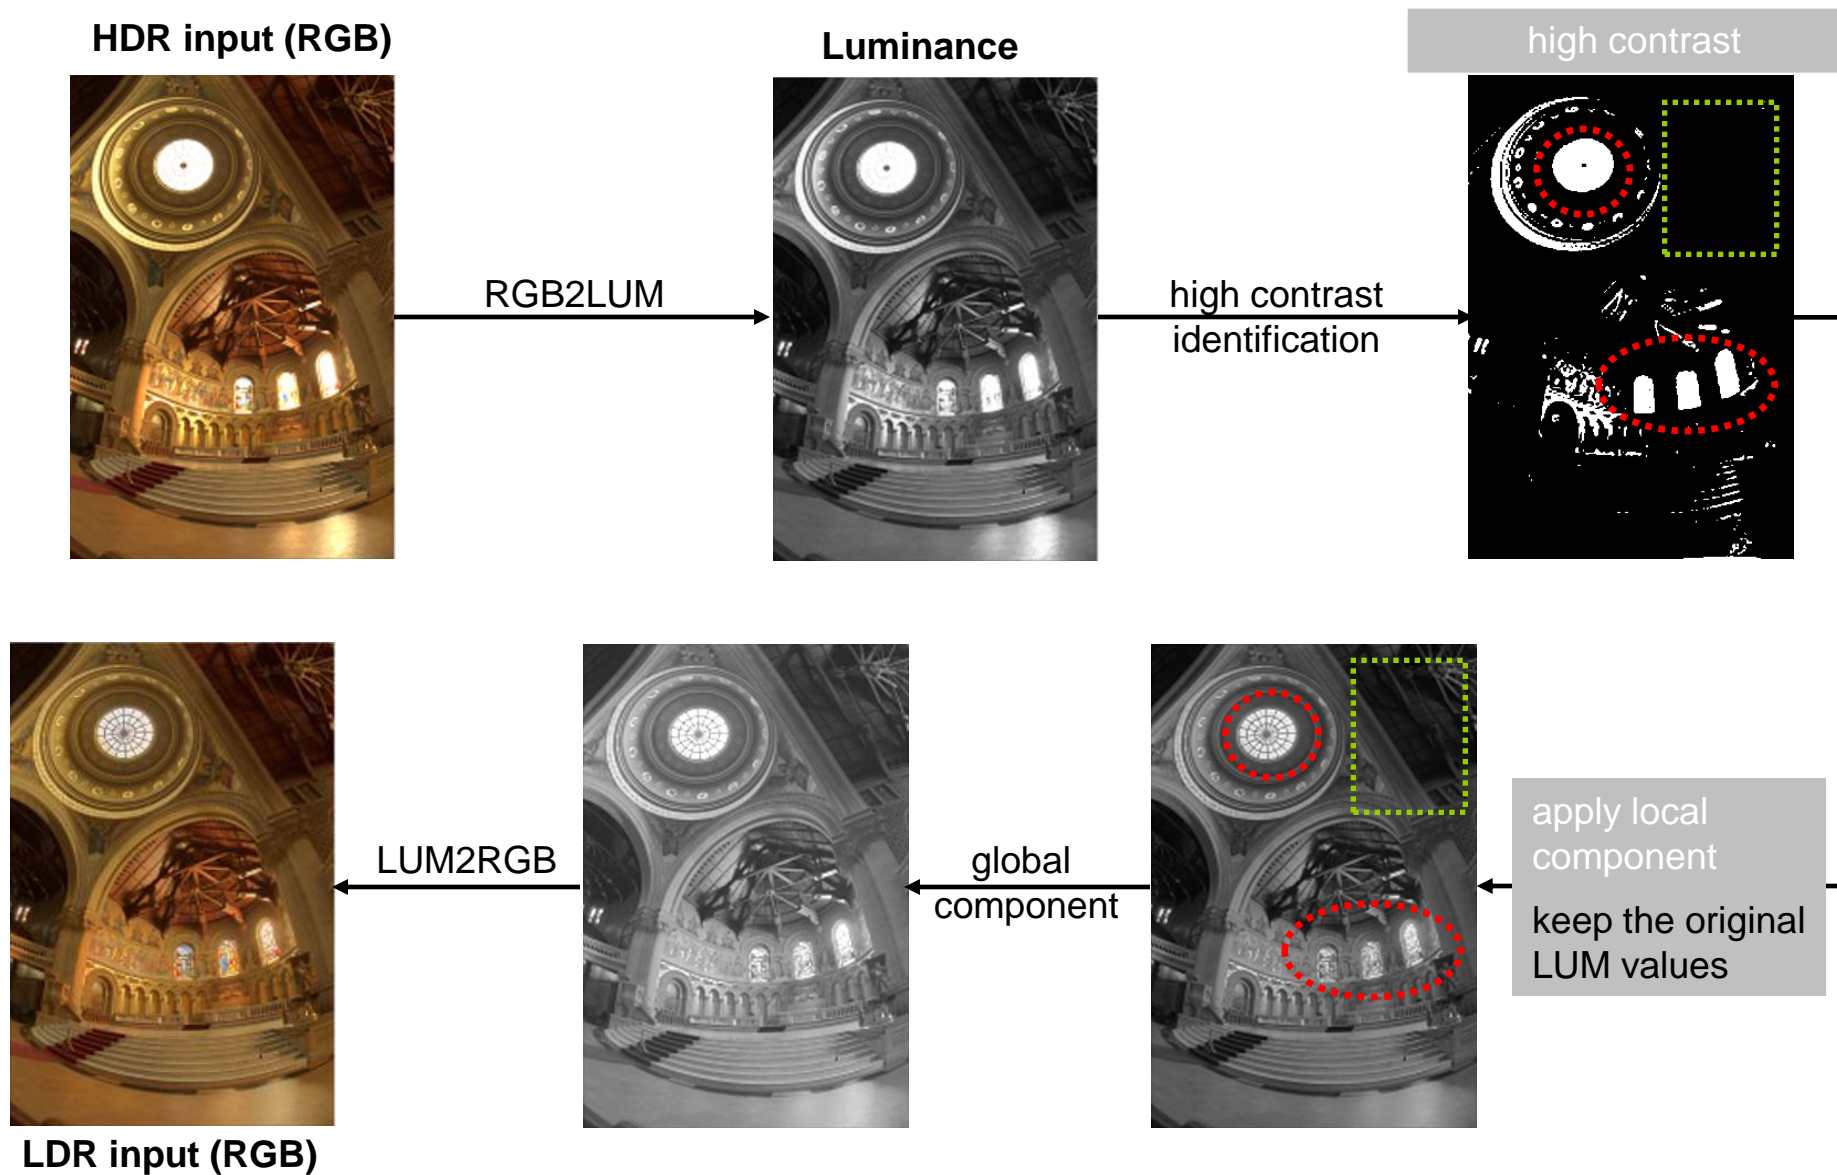 HDR input (RGB)
Luminance
high contrast
RGB2LUM
high contrast
identification
LUM2RGB
global
component
apply local
component
keep the original
LUM values
LDR input (RGB)